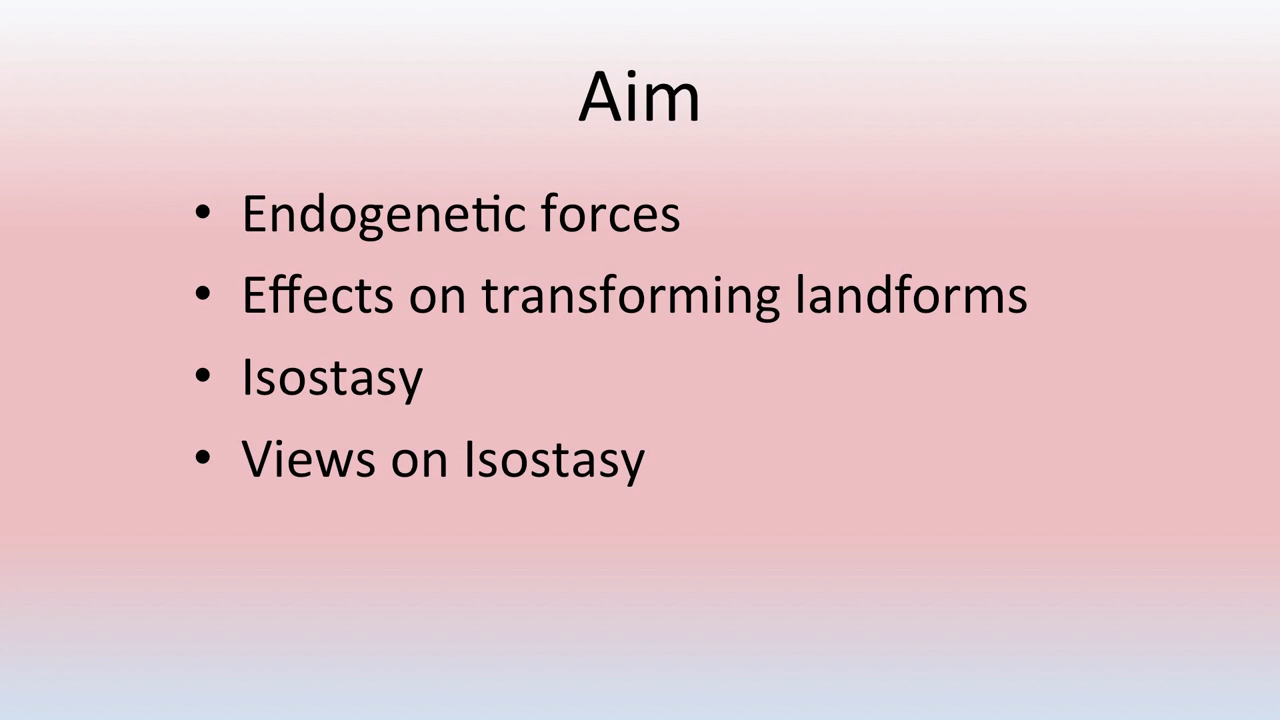 Aim
• Endogenetic forces
• Effects on transforming landforms
• Isostasy
• Views on Isostasy